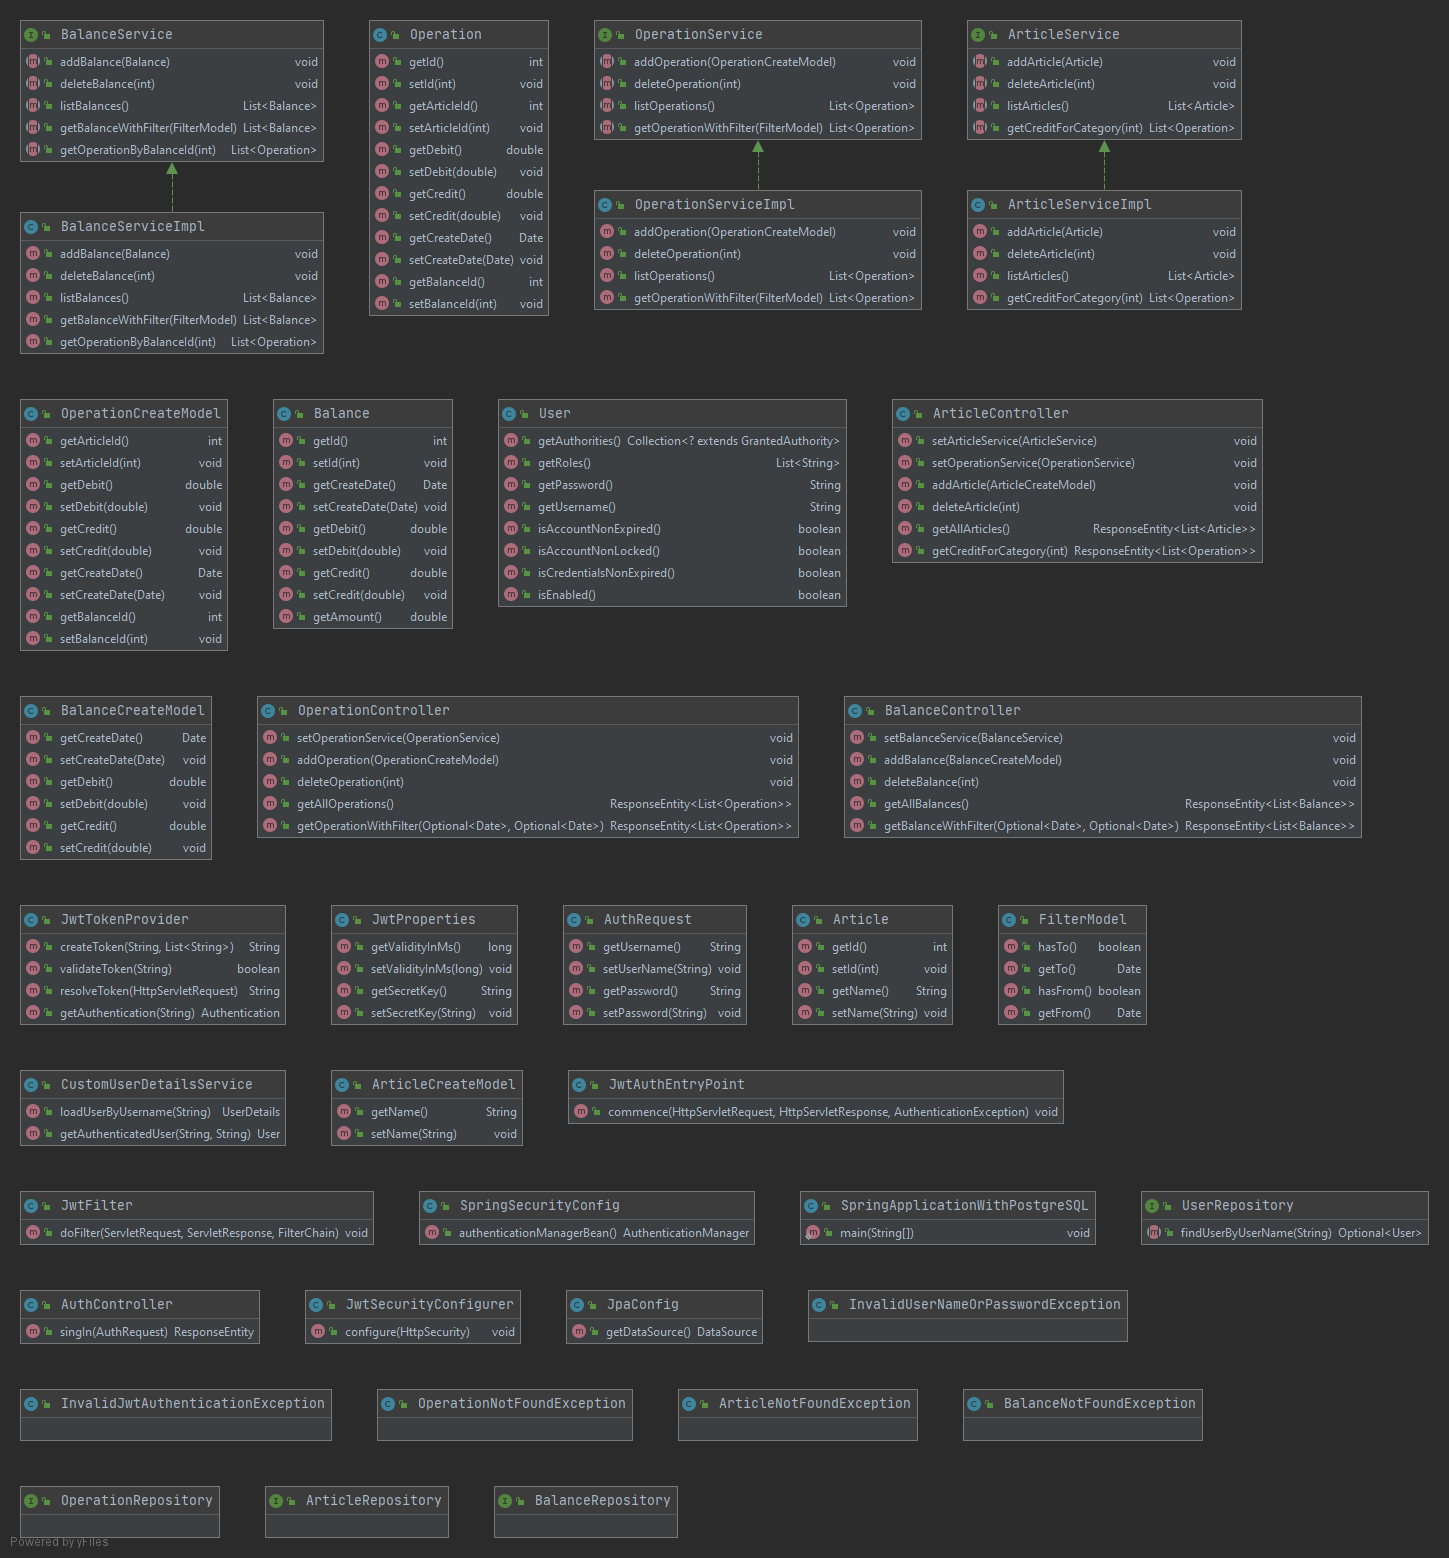 BalanceService
addBalance(Balance) void
deleteBalance(int) void
listBalances() List<Balance>
getBalanceWithFilter(FilterModel) List<Balance>
getOperationByBalanceId(int) List<Operation>
BalanceServiceImpl
addBalance(Balance) void
deleteBalance(int) void
listBalances() List<Balance>
getBalanceWithFilter(FilterModel) List<Balance>
getOperationByBalanceId(int) List<Operation>
Operation
getId() int
setId(int) void
getArticleId() int
setArticleId(int) void
getDebit() double
setDebit(double) void
getCredit() double
setCredit(double) void
getCreateDate() Date
setCreateDate(Date) void
getBalanceId() int
setBalanceId(int) void
OperationService
addOperation(OperationCreateModel) void
deleteOperation(int) void
listOperations() List<Operation>
getOperationWithFilter(FilterModel) List<Operation>
OperationServiceImpl
addOperation(OperationCreateModel) void
deleteOperation(int) void
listOperations() List<Operation>
getOperationWithFilter(FilterModel) List<Operation>
ArticleService
addArticle(Article) void
deleteArticle(int) void
listArticles() List<Article>
getCreditForCategory(int) List<Operation>
ArticleServiceImpl
addArticle(Article) void
deleteArticle(int) void
listArticles() List<Article>
getCreditForCategory(int) List<Operation>
OperationCreateModel
getArticleId() int
setArticleId(int) void
getDebit() double
setDebit(double) void
getCredit() double
setCredit(double) void
getCreateDate() Date
setCreateDate(Date) void
getBalanceId() int
setBalanceId(int) void
Balance
getId() int
setId(int) void
getCreateDate() Date
setCreateDate(Date) void
getDebit() double
setDebit(double) void
getCredit() double
setCredit(double) void
getAmount() double
User
getAuthorities() Collection<? extends GrantedAuthority>
getRoles() List<String>
getPassword() String
getUsername() String
isAccountNonExpired() boolean
isAccountNonLocked() boolean
isCredentialsNonExpired() boolean
isEnabled() boolean
ArticleController
setArticleService(ArticleService) void
setOperationService(OperationService) void
addArticle(ArticleCreateModel) void
deleteArticle(int) void
getAllArticles() ResponseEntity<List<Article>>
getCreditForCategory(int) ResponseEntity<List<Operation>>
BalanceCreateModel
getCreateDate() Date
setCreateDate(Date) void
getDebit() double
setDebit(double) void
getCredit() double
setCredit(double) void
OperationController
setOperationService(OperationService) void
addOperation(OperationCreateModel) void
deleteOperation(int) void
getAllOperations() ResponseEntity<List<Operation>>
getOperationWithFilter(Optional<Date>, Optional<Date>) ResponseEntity<List<Operation>>
BalanceController
setBalanceService(BalanceService) void
addBalance(BalanceCreateModel) void
deleteBalance(int) void
getAllBalances() ResponseEntity<List<Balance>>
getBalanceWithFilter(Optional<Date>, Optional<Date>) ResponseEntity<List<Balance>>
JwtTokenProvider
createToken(String, List<String>) String
validateToken(String) boolean
resolveToken(HttpServletRequest) String
getAuthentication(String) Authentication
JwtProperties
getValidityInMs() long
setValidityInMs(long) void
getSecretKey() String
setSecretKey(String) void
AuthRequest
getUsername() String
setUserName(String) void
getPassword() String
setPassword(String) void
Article
getId() int
setId(int) void
getName() String
setName(String) void
FilterModel
hasTo() boolean
getTo() Date
hasFrom() boolean
getFrom() Date
CustomUserDetailsService
loadUserByUsername(String) UserDetails
getAuthenticatedUser(String, String) User
ArticleCreateModel
getName() String
setName(String) void
JwtAuthEntryPoint
commence(HttpServletRequest, HttpServletResponse, AuthenticationException) void
JwtFilter
doFilter(ServletRequest, ServletResponse, FilterChain) void
SpringSecurityConfig
authenticationManagerBean() AuthenticationManager
SpringApplicationWithPostgreSQL
main(String[]) void
UserRepository
findUserByUserName(String) Optional<User>
AuthController
singIn(AuthRequest) ResponseEntity
JwtSecurityConfigurer
configure(HttpSecurity) void
JpaConfig
getDataSource() DataSource
InvalidUserNameOrPasswordException
InvalidJwtAuthenticationException
OperationNotFoundException
ArticleNotFoundException
BalanceNotFoundException
OperationRepository
ArticleRepository
BalanceRepository
Powered by yFiles